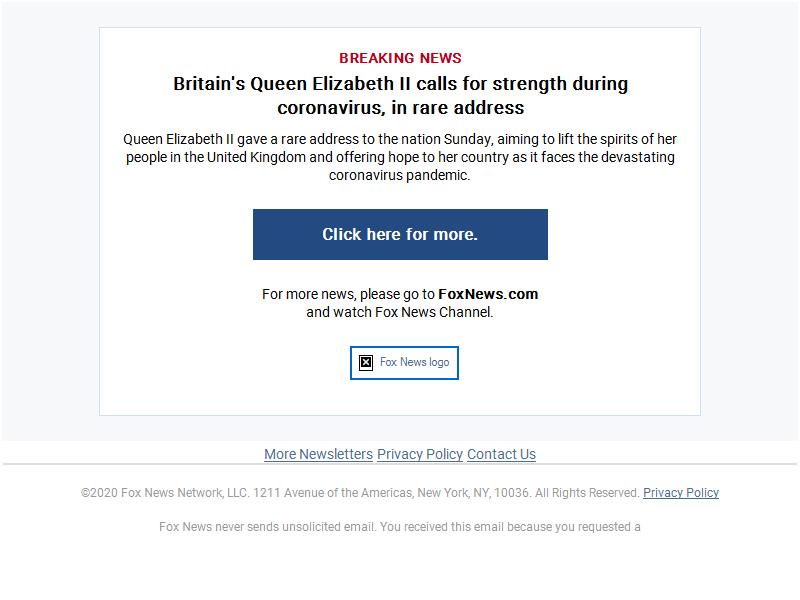 BREAKING NEWS
Britain's Queen Elizabeth II calls for strength during
coronavirus, in rare address
Queen Elizabeth II gave a rare address to the nation Sunday, aiming to lift the spirits of her
people in the United Kingdom and offering hope to her country as it faces the devastating
coronavirus pandemic.
Click here for more.
For more news, please go to FoxNews.com
and watch Fox News Channel.
Fox News logo
More Newsletters Privacy Policy Contact Us
©2020 Fox News Network, LLC. 1211 Avenue of the Americas, New York, NY, 10036. All Rights Reserved. Privacy Policy
Fox News never sends unsolicited email. You received this email because you requested a